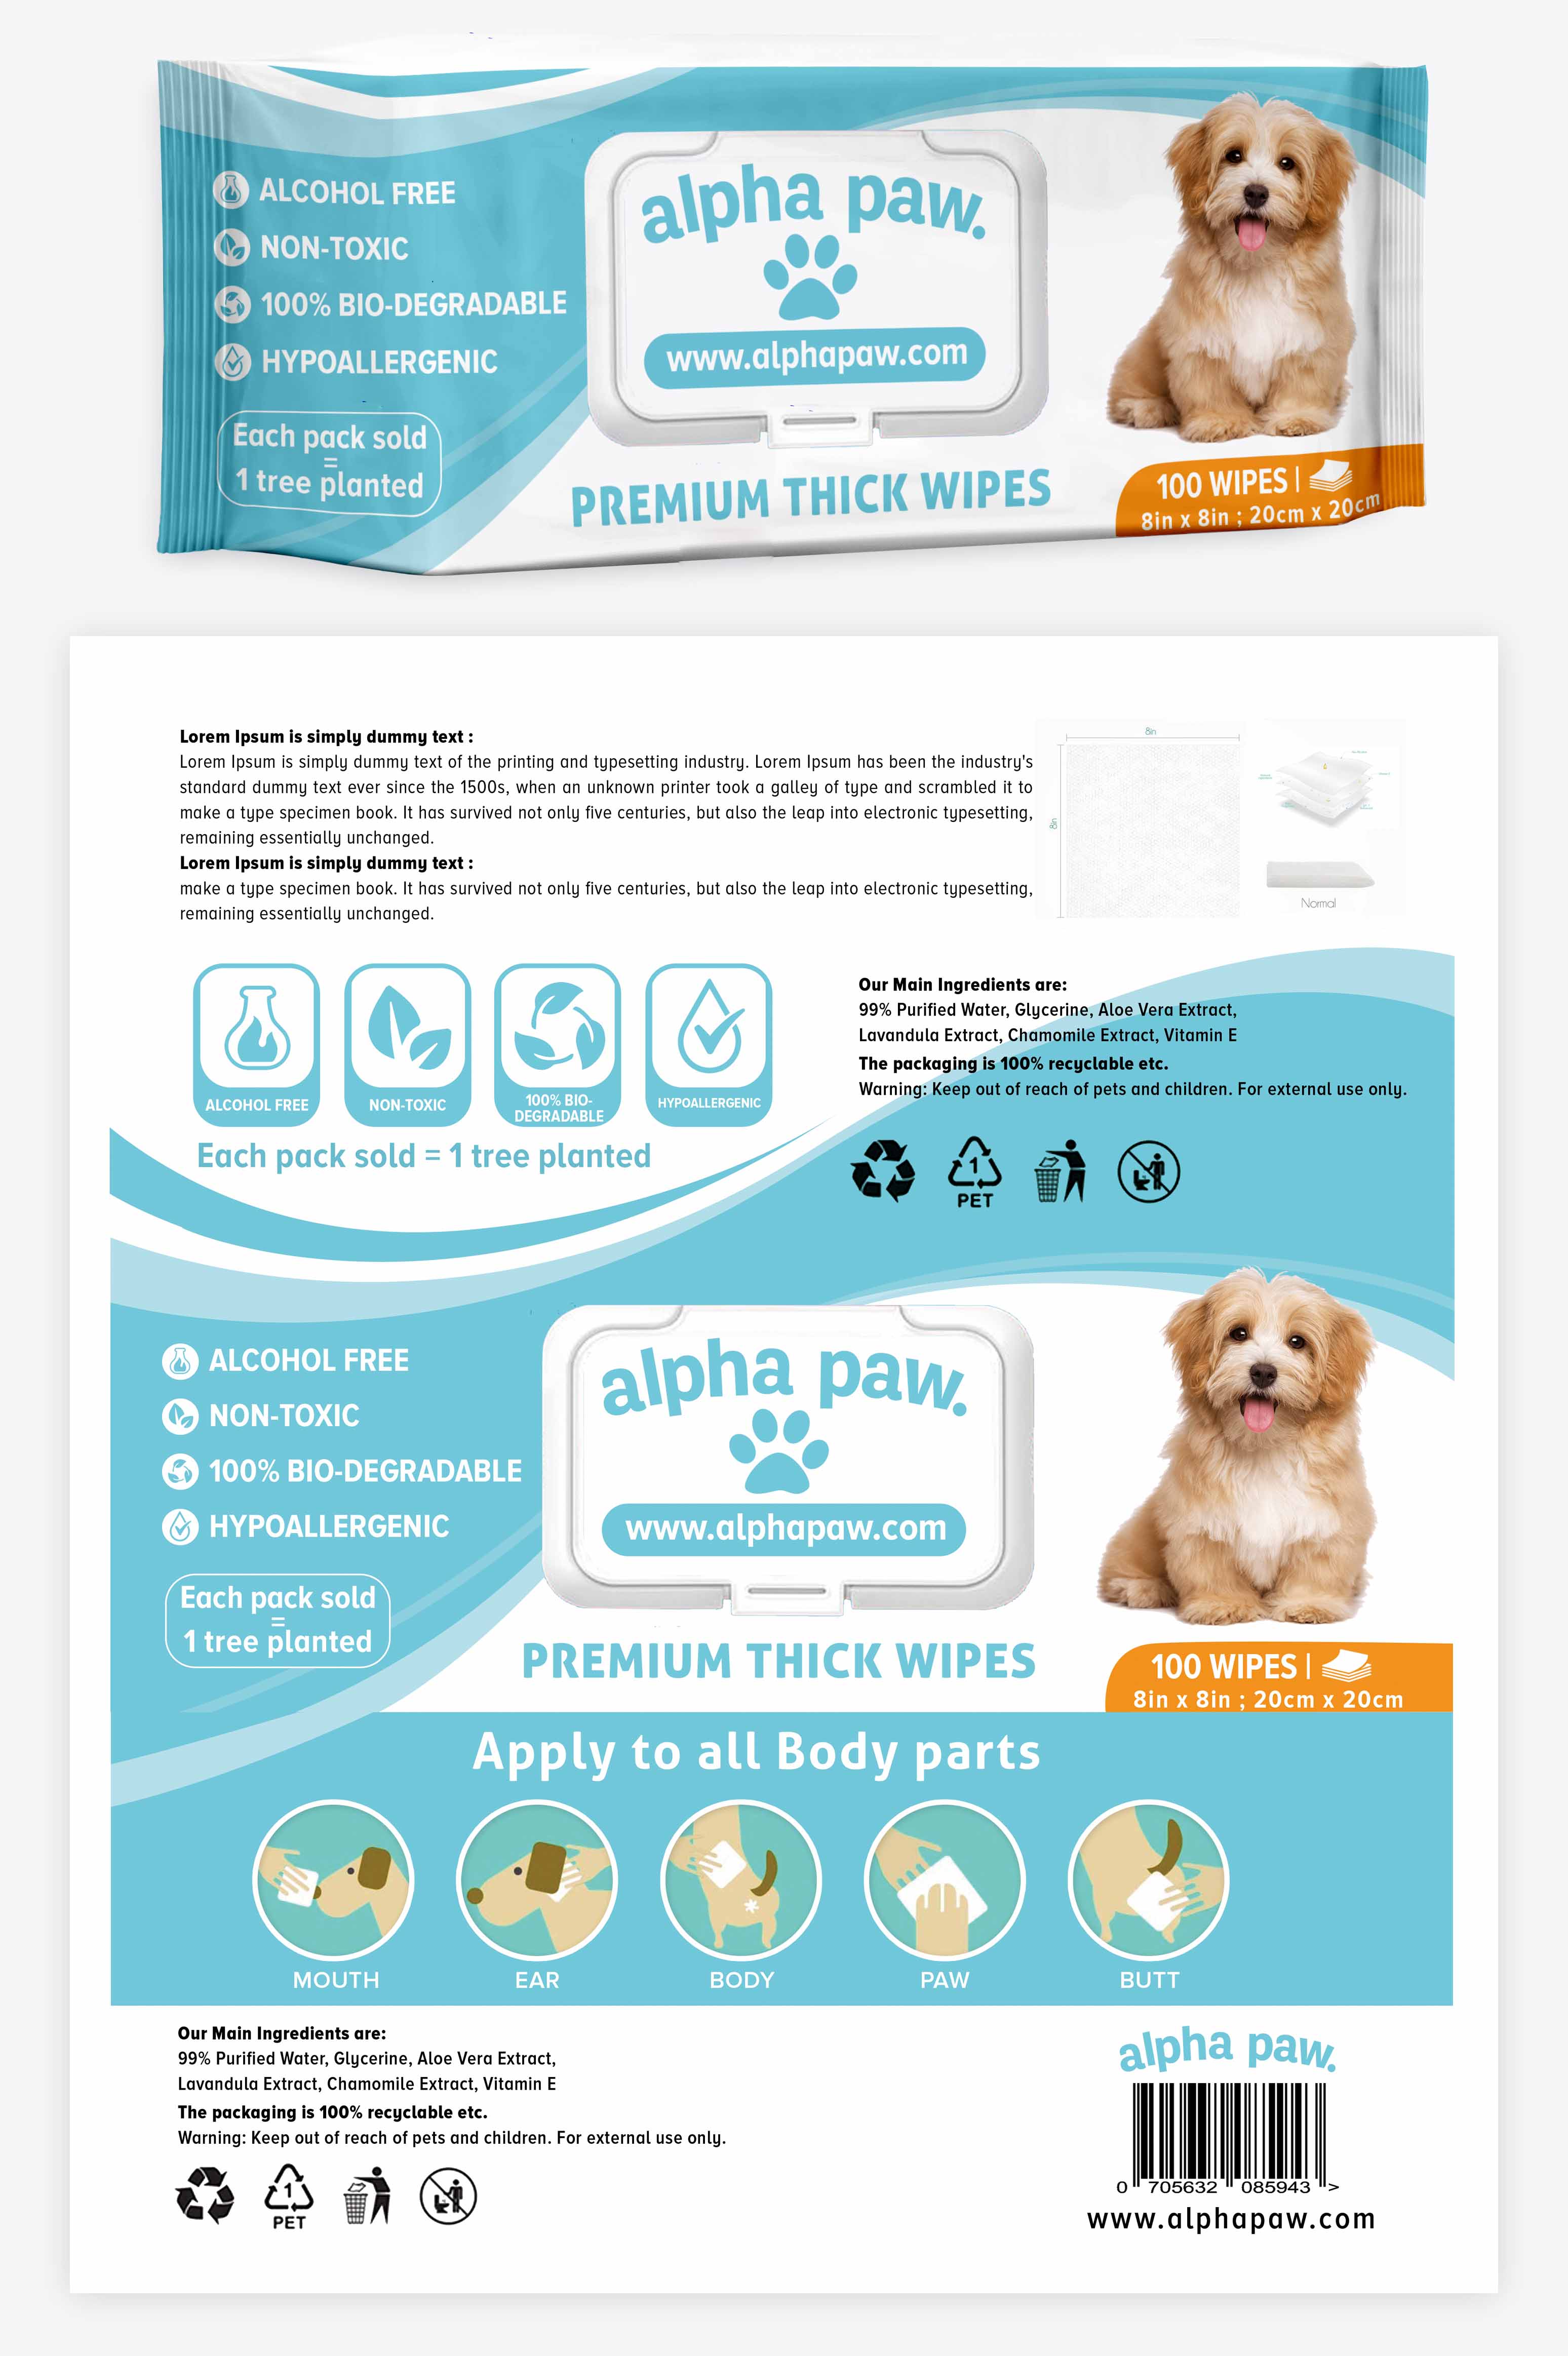 ALCOHOL FREE
NON-TOXIC
100% BIO-DEGRADABLE
HYPOALLERGENIC
Each pack sold
=
1 tree planted
alpha paw.
www.alphapaw.com
PREMIUM THICK WIPES
100 WIPES |
8in x 8in ; 20cm x 20cm
Lorem Ipsum is simply dummy text :
Lorem Ipsum is simply dummy text of the printing and typesetting industry. Lorem Ipsum has been the industry's
standard dummy text ever since the 1500s, when an unknown printer took a galley of type and scrambled it to
make a type specimen book. It has survived not only five centuries, but also the leap into electronic typesetting,
remaining essentially unchanged.
Lorem Ipsum is simply dummy text :
make a type specimen book. It has survived not only five centuries, but also the leap into electronic typesetting,
remaining essentially unchanged.
8in
8in
Normal
ALCOHOL FREE
NON-TOXIC
100% BIO-
DEGRADABLE
HYPOALLERGENIC
Each pack sold = 1 tree planted
Our Main Ingredients are:
99% Purified Water, Glycerine, Aloe Vera Extract,
Lavandula Extract, Chamomile Extract, Vitamin E
The packaging is 100% recyclable etc.
Warning: Keep out of reach of pets and children. For external use only.
1
PET
ALCOHOL FREE
NON-TOXIC
100% BIO-DEGRADABLE
HYPOALLERGENIC
Each pack sold
=
1 tree planted
alpha paw.
www.alphapaw.com
PREMIUM THICK WIPES
100 WIPES |
8in x 8in ; 20cm x 20cm
Apply to all Body parts
MOUTH
EAR
BODY
PAW
BUTT
Our Main Ingredients are:
99% Purified Water, Glycerine, Aloe Vera Extract,
Lavandula Extract, Chamomile Extract, Vitamin E
The packaging is 100% recyclable etc.
Warning: Keep out of reach of pets and children. For external use only.
1
PET
alpha paw.
0 705632 085943 >
www.alphapaw.com